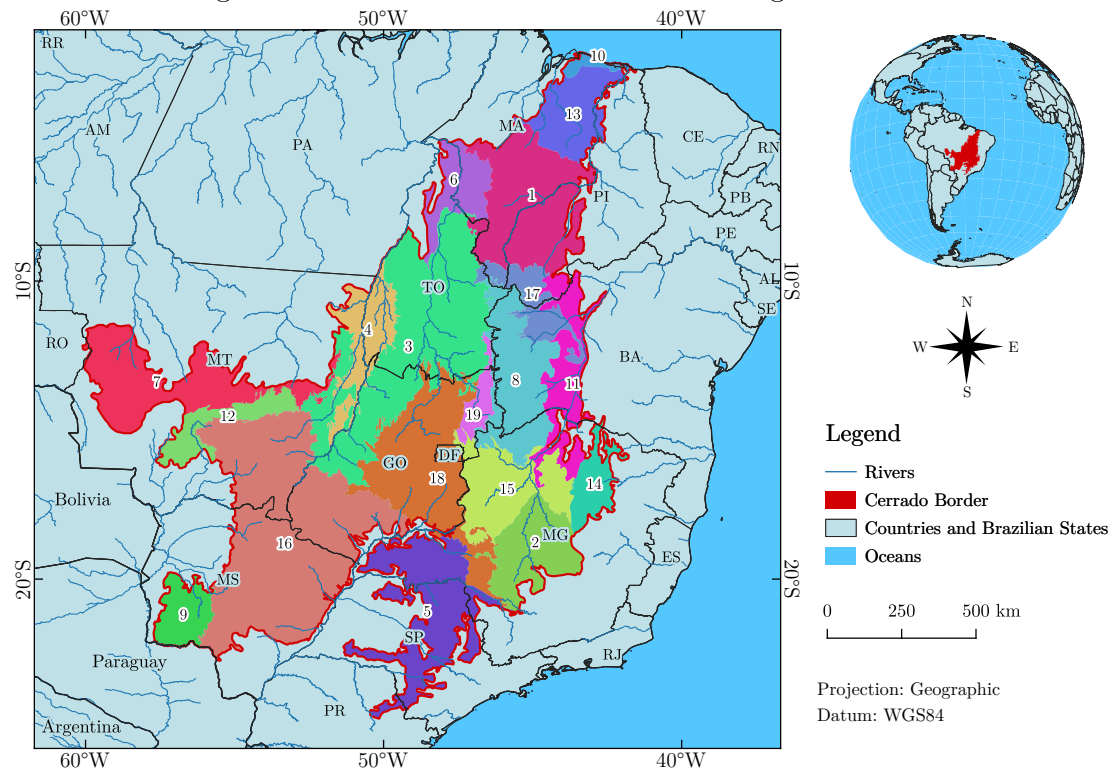 60°W
50°W
40°W
RR
10
AM
PA
MA
13
CE
RN
6
1
PI
PB
PE
10°S
TO
17
AL
10°S
SE
RO
4
3
MT
BA
7
8
11
12
19
GO
DF
18
Bolivia
15
14
16
2
MG
ES
20°S
MS
20°S
9
5
SP
Paraguay
RJ
PR
Argentina
60°W
50°W
40°W
N
W
E
S
Legend
Rivers
Cerrado Border
Countries and Brazilian States
Oceans
0 250 500 km
Projection: Geographic
Datum: WGS84